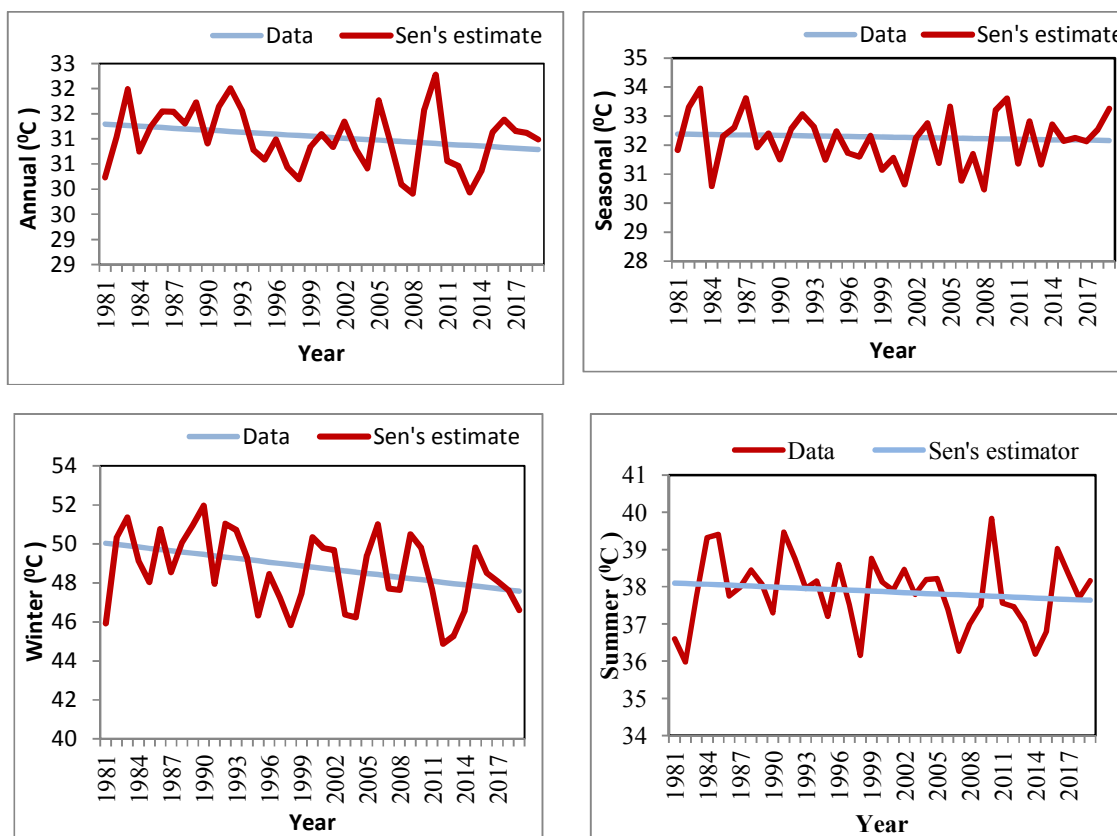 Data Sen's estimate
33
32
32
31
31
30
30
29
29
Annual (⁰C)
1981 1984 1987 1990 1993 1996 1999 2002 2005 2008 2011 2014 2017
Year
Data Sen's estimate
35
34
33
32
31
30
29
28
Seasonal (⁰C)
1981 1984 1987 1990 1993 1996 1999 2002 2005 2008 2011 2014 2017
Year
Data Sen's estimate
54
52
50
48
46
44
42
40
Winter (⁰C)
1981 1984 1987 1990 1993 1996 1999 2002 2005 2008 2011 2014 2017
Year
Data Sen's estimator
41
40
39
38
37
36
35
34
Summer (⁰C)
1981 1984 1987 1990 1993 1996 1999 2002 2005 2008 2011 2014 2017
Year